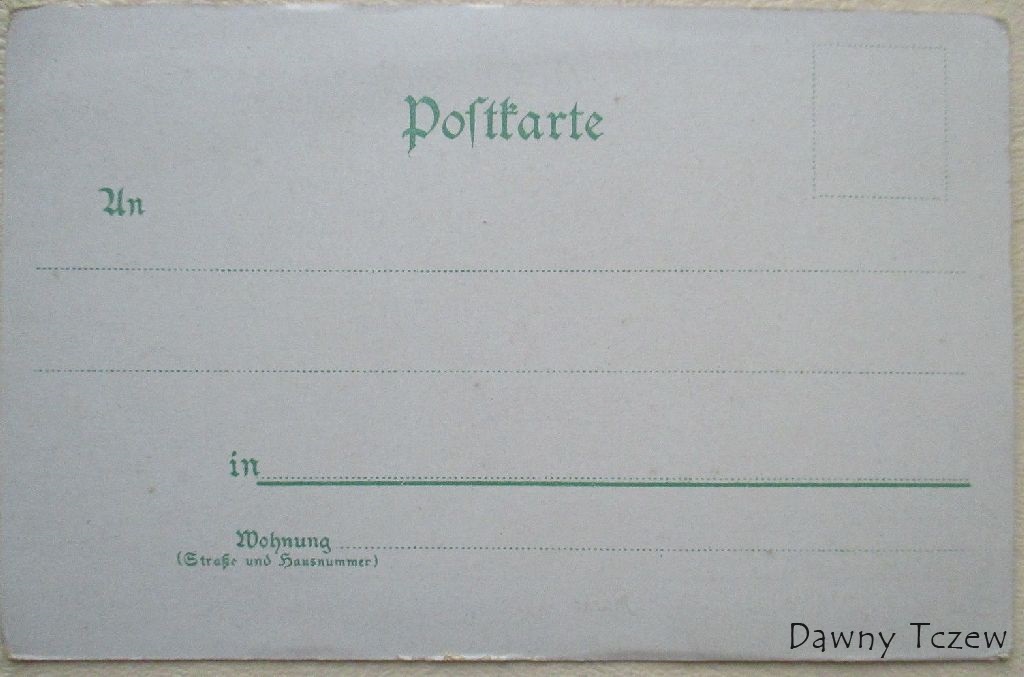 Postkarte
An
in
Wohnung
(Straße und Hausnummer)
Dawny Tczew